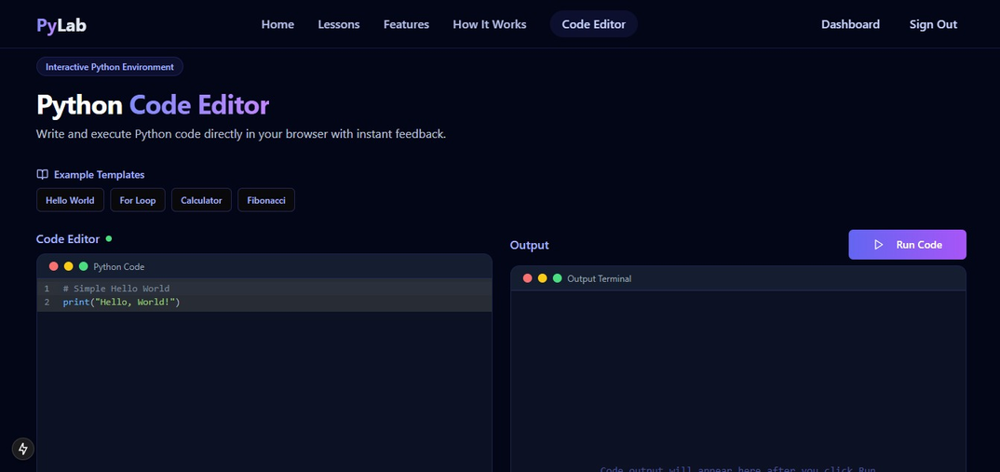 PyLab
Home Lessons Features How It Works Code Editor Dashboard Sign Out
Interactive Python Environment
Python Code Editor
Write and execute Python code directly in your browser with instant feedback.
Example Templates
Hello World For Loop Calculator Fibonacci
Code Editor
Python Code
1 # Simple Hello World
2 print("Hello, World!")
Output
Run Code
Output Terminal
Code output will appear here after you click Run